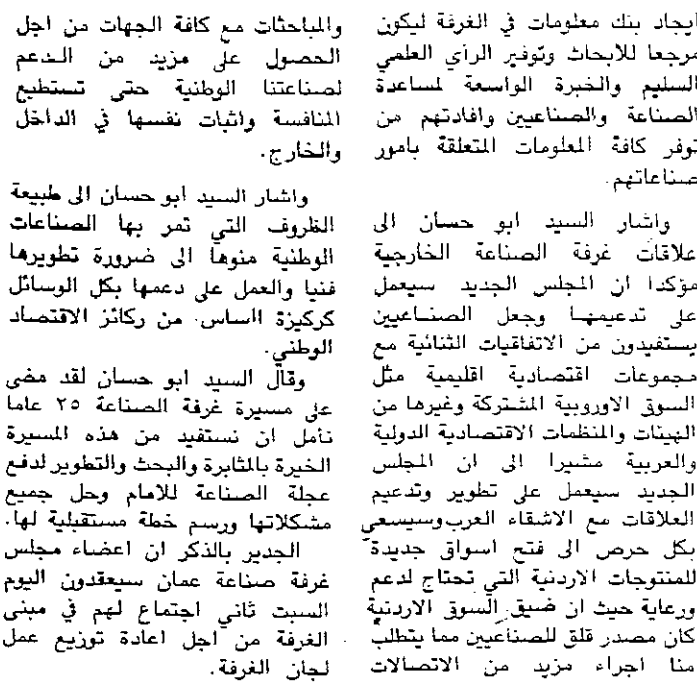 ايجاد بنك معلومات في الغرفة ليكون
مرجعا للابحاث وتوفير الرأي العلمي
السليم والخبرة الواسعة لمساعدة
الصناعة والصناعيين وافادتهم من
توفر كافة المعلومات المتعلقة بامور
صناعاتهم.
واشار السيد ابو حسان الى
علاقات غرفة الصناعة الخارجية
مؤكدا ان المجلس الجديد سيعمل
على تدعيمها وجعل الصناعيين
يستفيدون من الاتفاقيات الثنائية مع
مجموعات اقتصادية اقليمية مثل
السوق الاوروبية المشتركة وغيرها من
الهيئات والمنظمات الاقتصادية الدولية
والعربية مشيرا الى ان المجلس
الجديد سيعمل على تطوير وتدعيم
العلاقات مع الاشقاء العرب وسيسعى
بكل حرص الى فتح اسواق جديدة
للمنتوجات الاردنية التي تحتاج لدعم
ورعاية حيث ان ضيق السوق الاردنية
كان مصدر قلق للصناعيين مما يتطلب
منا اجراء مزيد من الاتصالات
والمباحثات مع كافة الجهات من اجل
الحصول على مزيد من الدعم
لصناعتنا الوطنية حتى تستطيع
المنافسة واثبات نفسها في الداخل
والخارج.
واشار السيد ابو حسان الى طبيعة
الظروف التي تمر بها الصناعات
الوطنية منوها الى ضرورة تطويرها
فنيا والعمل على دعمها بكل الوسائل
كركيزة اساس. من ركائز الاقتصاد
الوطني.
وقال السيد ابو حسان لقد مضى
على مسيرة غرفة الصناعة ٢٥ عاما
نأمل ان نستفيد من هذه المسيرة
الخيرة بالمثابرة والبحث والتطوير لدفع
عجلة الصناعة للامام وحل جميع
مشكلاتها ورسم خطة مستقبلية لها.
الجدير بالذكر ان اعضاء مجلس
غرفة صناعة عمان سيعقدون اليوم
السبت ثاني اجتماع لهم في مبنى
الغرفة من اجل اعادة توزيع عمل
لجان الغرفة.